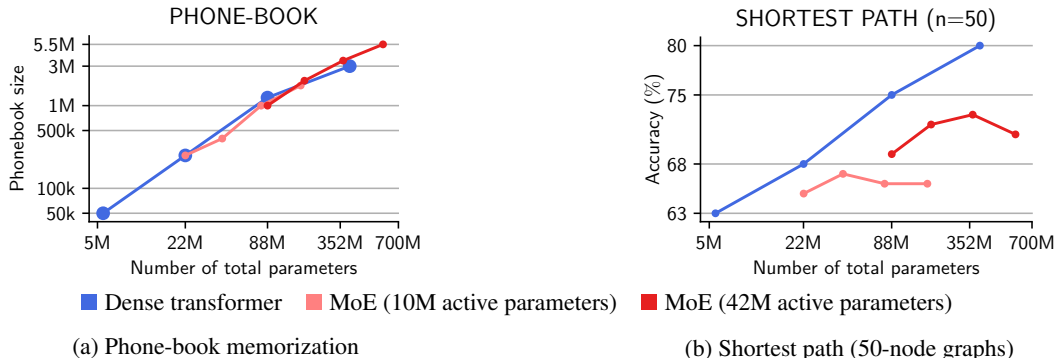 PHONE-BOOK
Phonebook size
5.5M
3M
1M
500k
100k
50k
5M 22M 88M 352M 700M
Number of total parameters
SHORTEST PATH (n=50)
Accuracy (%)
80
75
68
63
5M 22M 88M 352M 700M
Number of total parameters
Dense transformer MoE (10M active parameters) MoE (42M active parameters)
(a) Phone-book memorization
(b) Shortest path (50-node graphs)